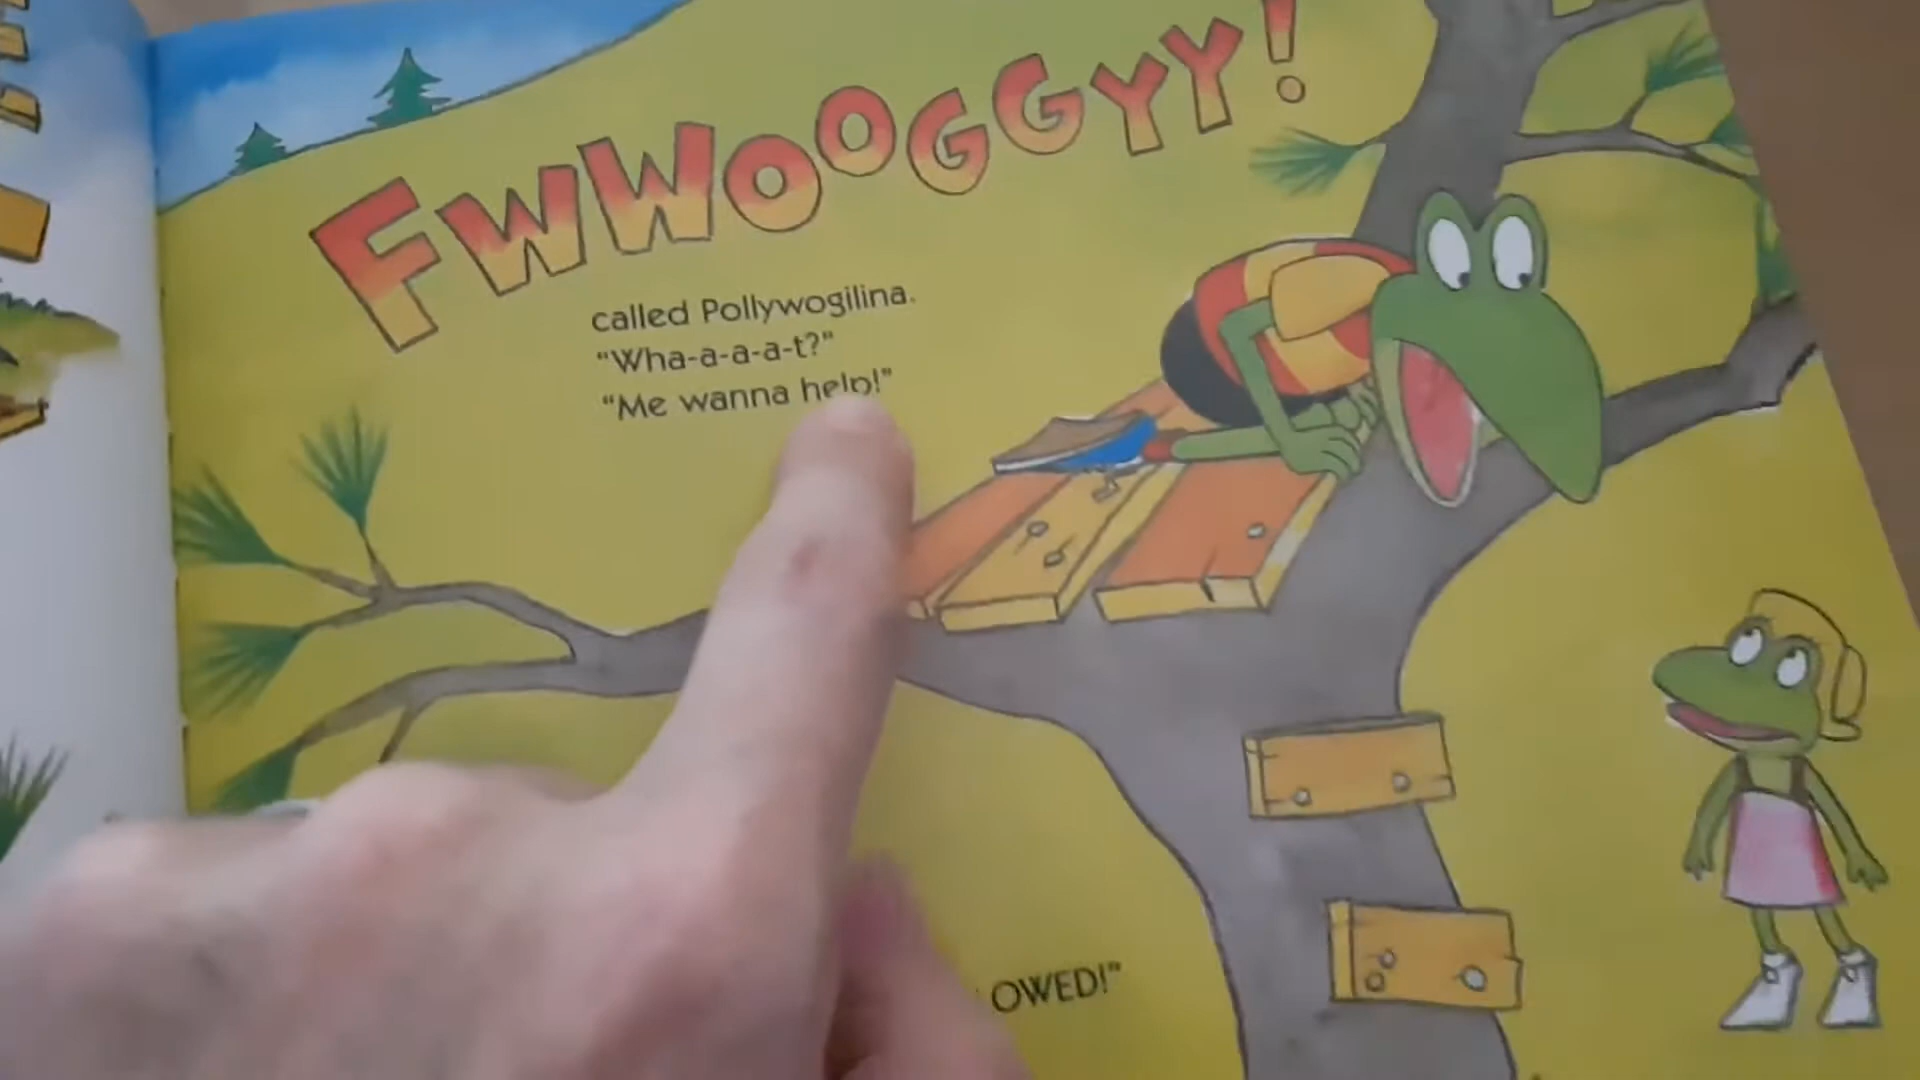 FWWOOGGYY!
called Pollywogilina.
“Wha-a-a-a-t?”
“Me wanna help!”
OWED!”